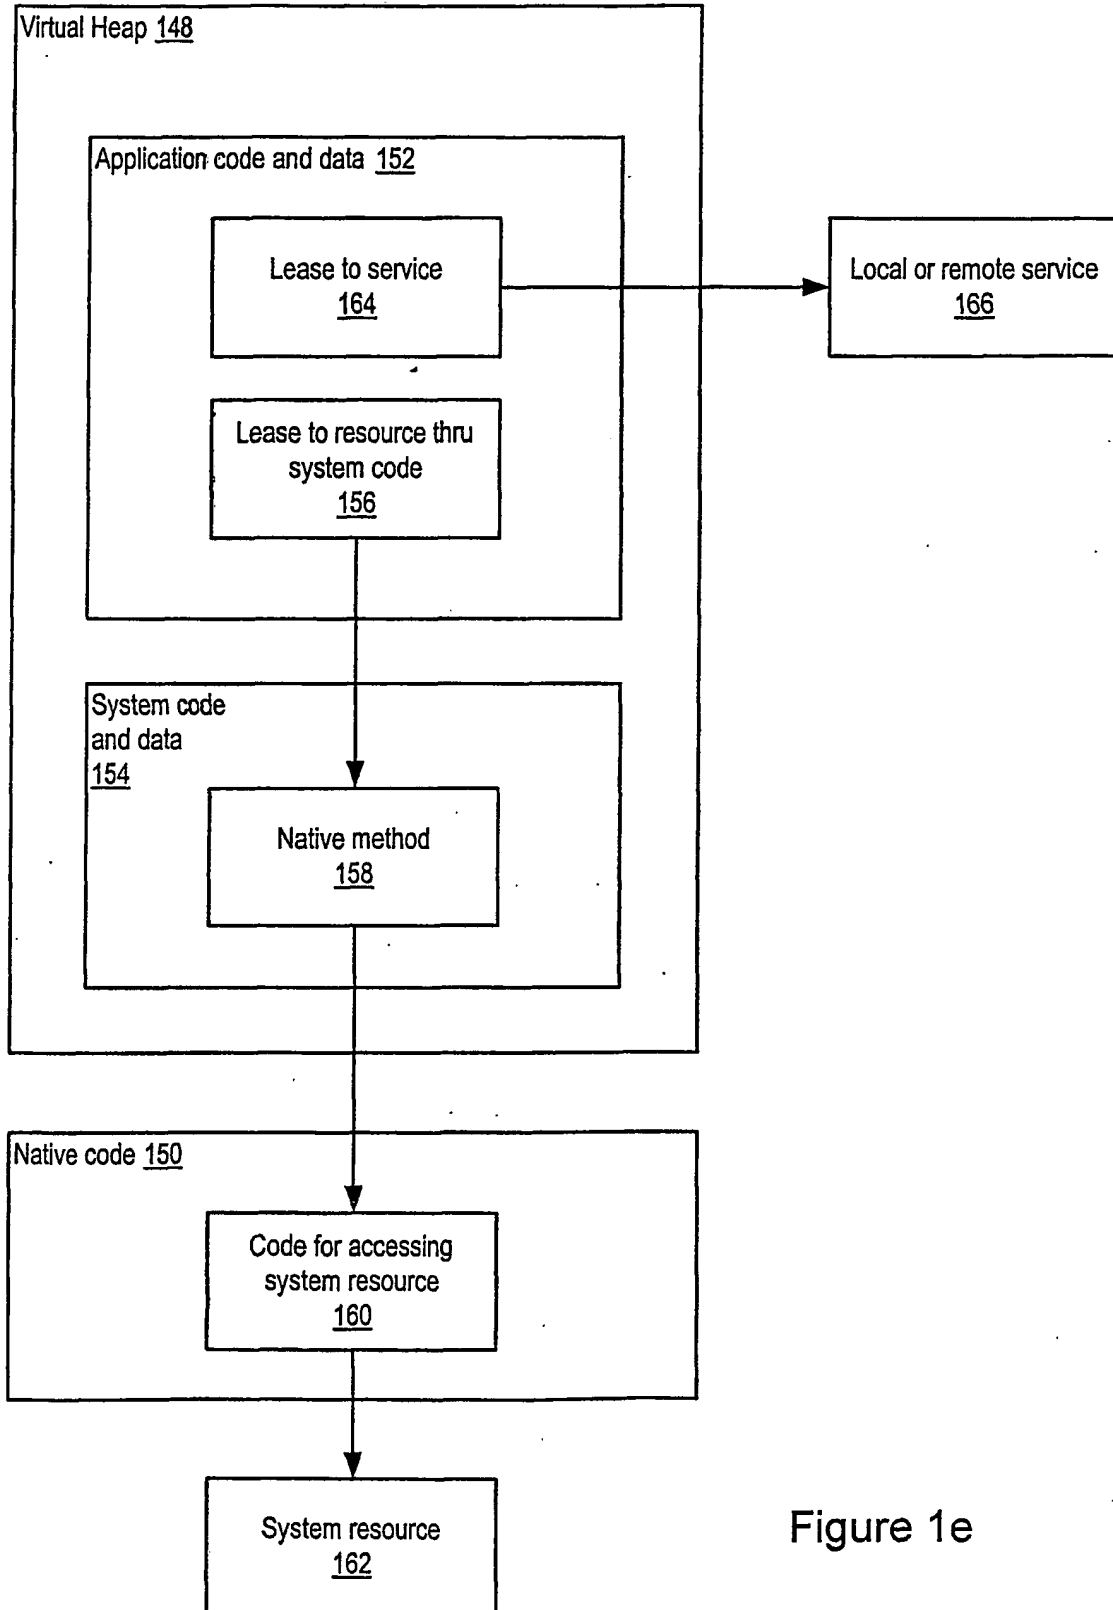 Virtual Heap 148
Application code and data 152
Lease to service
164
Local or remote service
166
Lease to resource thru
system code
156
System code
and data
154
Native method
158
Native code 150
Code for accessing
system resource
160
System resource
162
Figure 1e